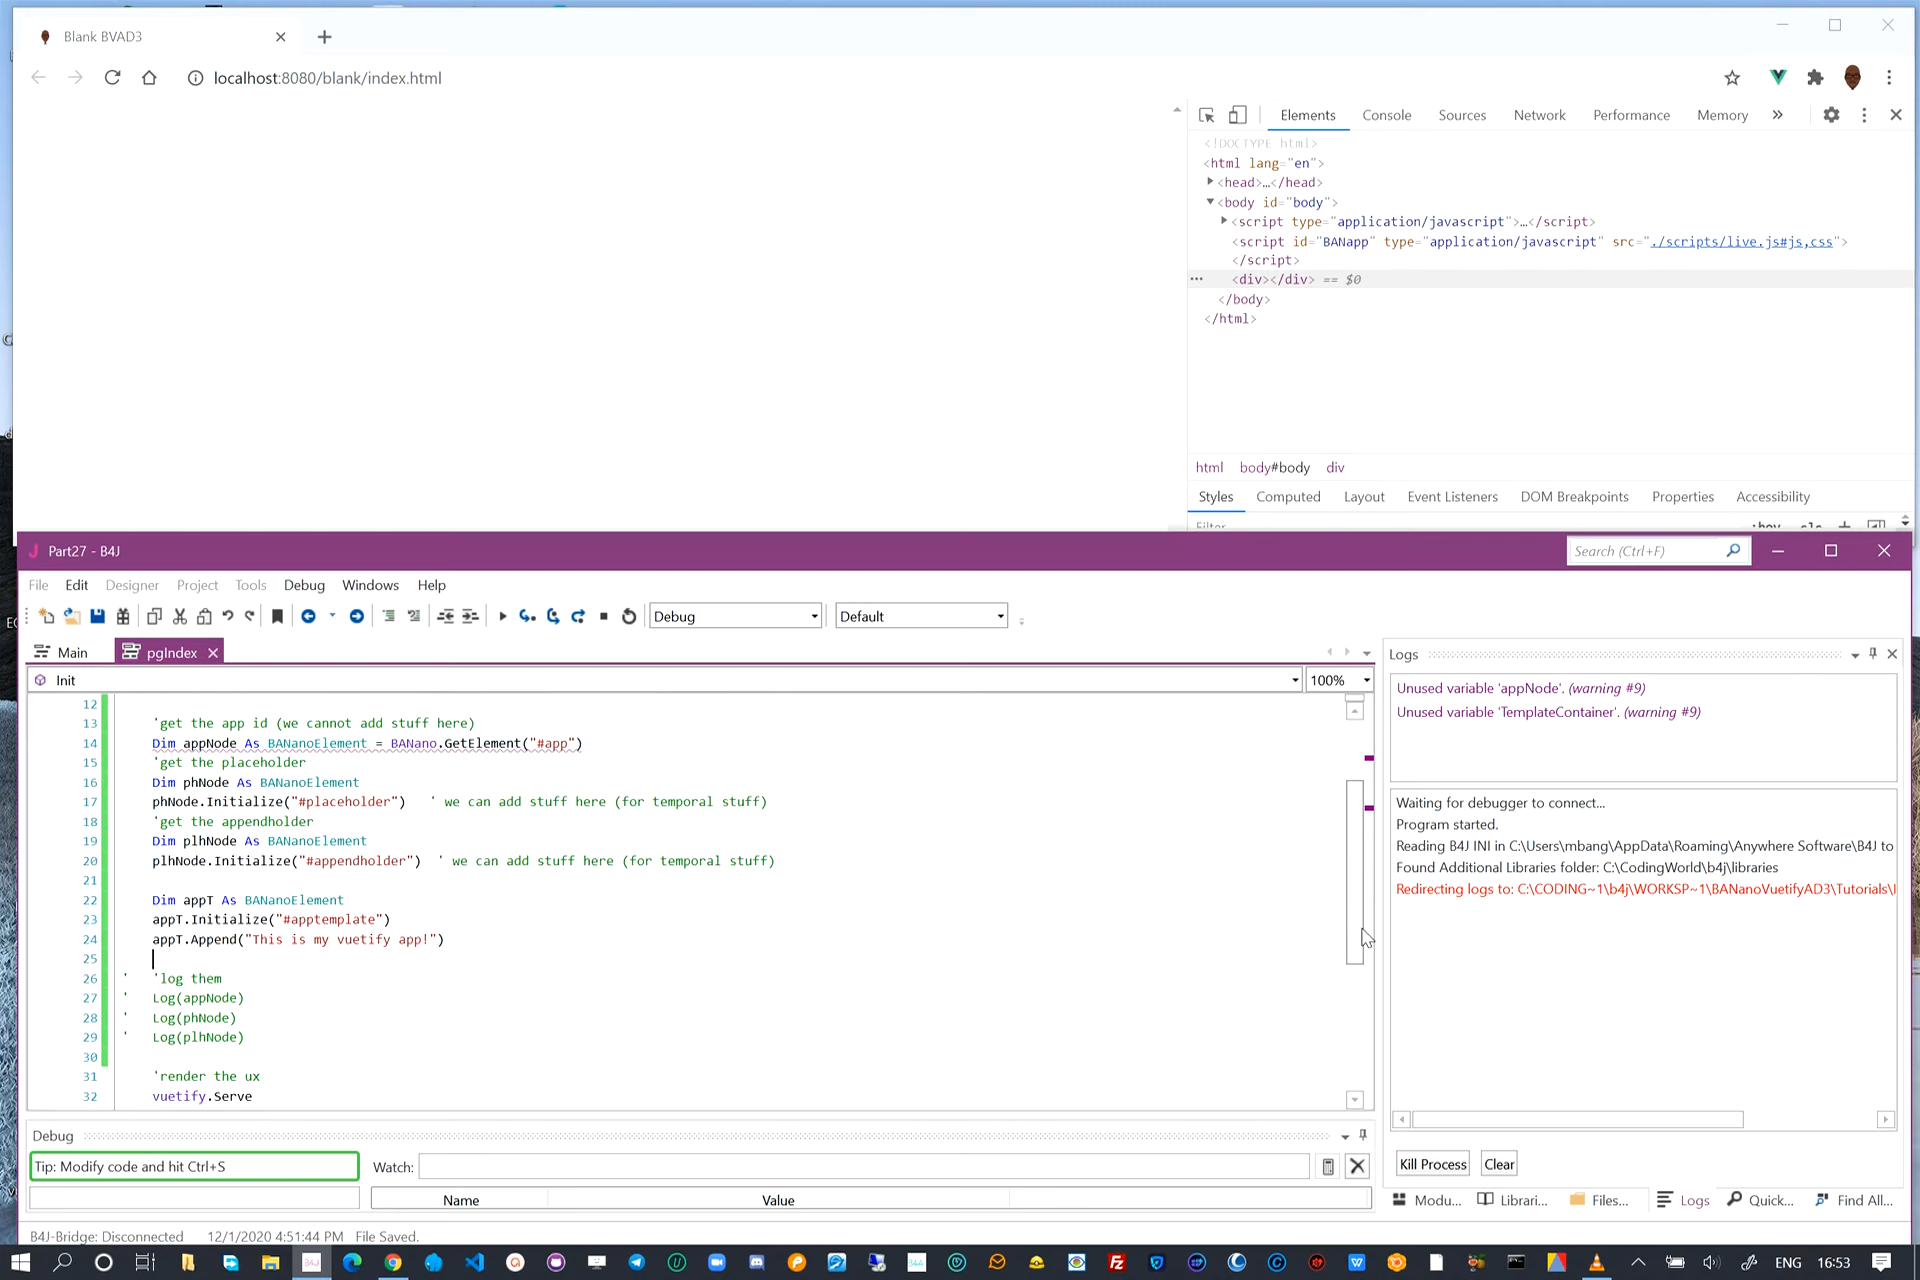 Blank BVAD3
localhost:8080/blank/index.html
Elements Console Sources Network Performance Memory
<!DOCTYPE html>
<html lang="en">
<head>…</head>
<body id="body">
<script type="application/javascript">…</script>
<script id="BANapp" type="application/javascript" src="./scripts/live.js#js,css">
</script>
<div></div> == $0
</body>
</html>
html body#body div
Styles Computed Layout Event Listeners DOM Breakpoints Properties Accessibility
Filter :hov .cls
Part27 - B4J
Search (Ctrl+F)
File Edit Designer Project Tools Debug Windows Help
Debug Default
Main pgIndex
Init 100%
12
13 'get the app id (we cannot add stuff here)
14 Dim appNode As BANanoElement = BANano.GetElement("#app")
15 'get the placeholder
16 Dim phNode As BANanoElement
17 phNode.Initialize("#placeholder") ' we can add stuff here (for temporal stuff)
18 'get the appendholder
19 Dim plhNode As BANanoElement
20 plhNode.Initialize("#appendholder") ' we can add stuff here (for temporal stuff)
21
22 Dim appT As BANanoElement
23 appT.Initialize("#apptemplate")
24 appT.Append("This is my vuetify app!")
25
26 ' 'log them
27 ' Log(appNode)
28 ' Log(phNode)
29 ' Log(plhNode)
30
31 'render the ux
32 vuetify.Serve
Logs
Unused variable 'appNode'. (warning #9)
Unused variable 'TemplateContainer'. (warning #9)
Waiting for debugger to connect...
Program started.
Reading B4J INI in C:\Users\mbang\AppData\Roaming\Anywhere Software\B4J to
Found Additional Libraries folder: C:\CodingWorld\b4j\libraries
Redirecting logs to: C:\CODING~1\b4j\WORKSP~1\BANanoVuetifyAD3\Tutorials\
Kill Process Clear
Modu... Librari... Files... Logs Quick... Find All...
Debug
Tip: Modify code and hit Ctrl+S
Watch:
Name Value
B4J-Bridge: Disconnected 12/1/2020 4:51:44 PM File Saved.
ENG 16:53